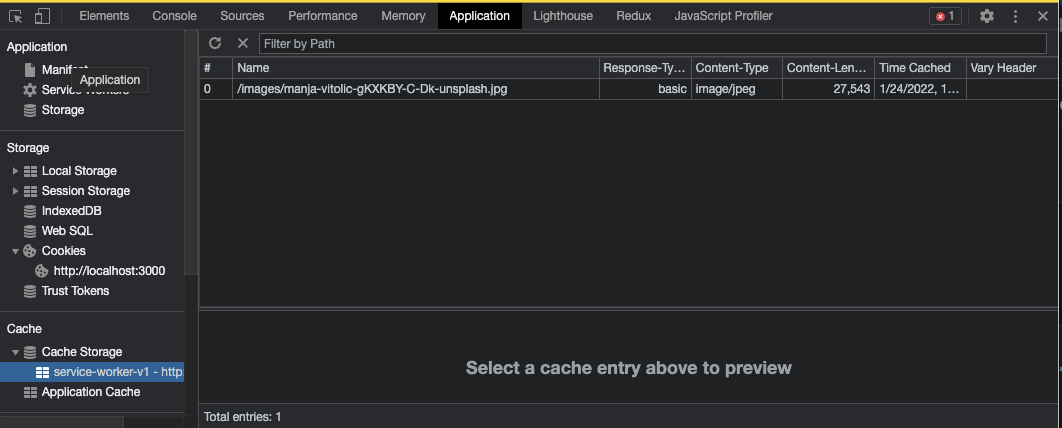 Elements Console Sources Performance Memory Application Lighthouse Redux JavaScript Profiler 1
Application
Manifest
Application
Service Workers
Storage
Storage
Local Storage
Session Storage
IndexedDB
Web SQL
Cookies
http://localhost:3000
Trust Tokens
Cache
Cache Storage
service-worker-v1 - http:
Application Cache
Filter by Path
# Name Response-Ty… Content-Type Content-Len… Time Cached Vary Header
0 /images/manja-vitolic-gKXKBY-C-Dk-unsplash.jpg basic image/jpeg 27,543 1/24/2022, 1…
Select a cache entry above to preview
Total entries: 1